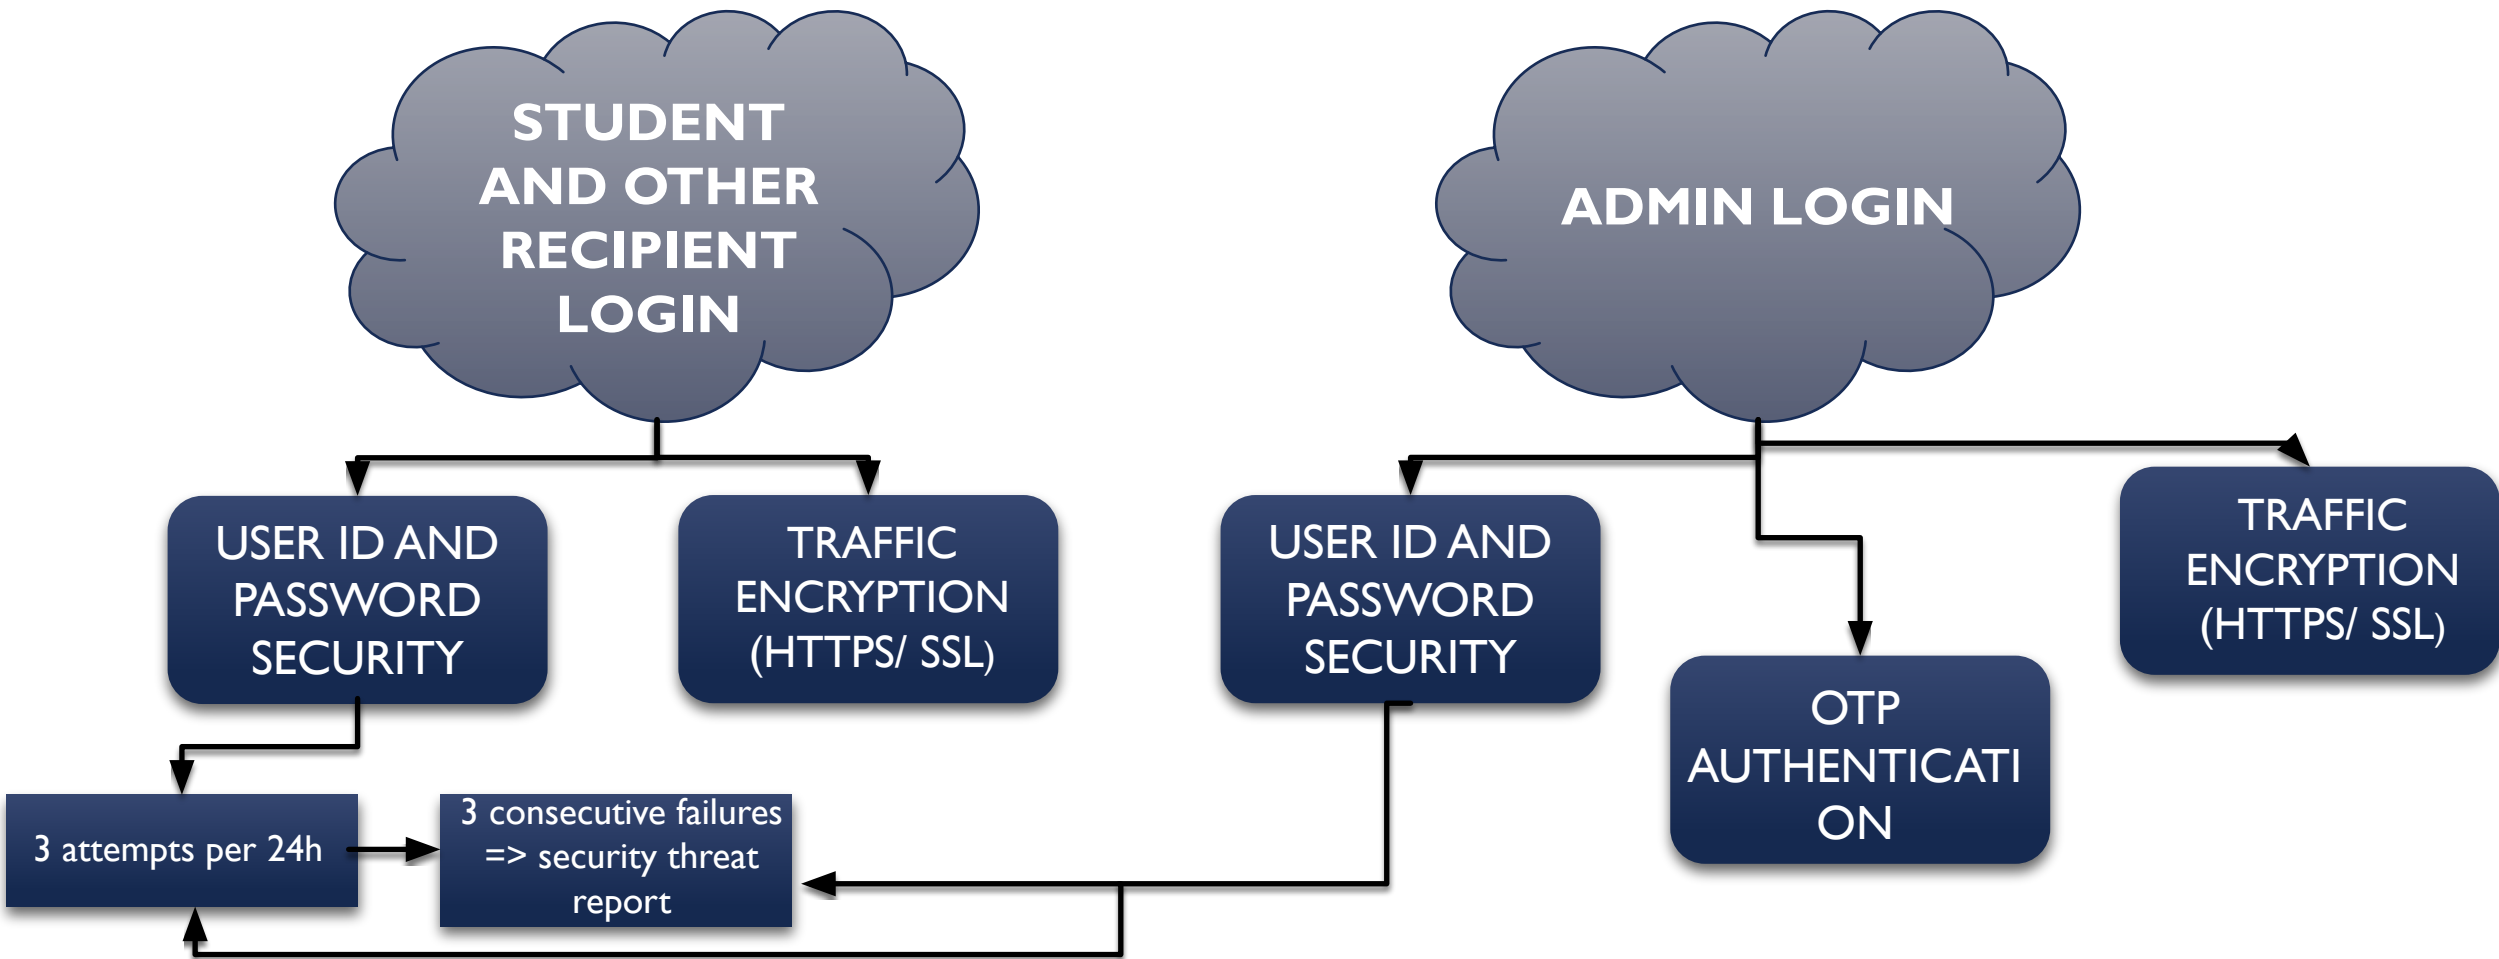 STUDENT
AND OTHER
RECIPIENT
LOGIN
ADMIN LOGIN
USER ID AND
PASSWORD
SECURITY
TRAFFIC
ENCRYPTION
(HTTPS/ SSL)
USER ID AND
PASSWORD
SECURITY
OTP
AUTHENTICATI
ON
TRAFFIC
ENCRYPTION
(HTTPS/ SSL)
3 attempts per 24h
3 consecutive failures
=> security threat
report